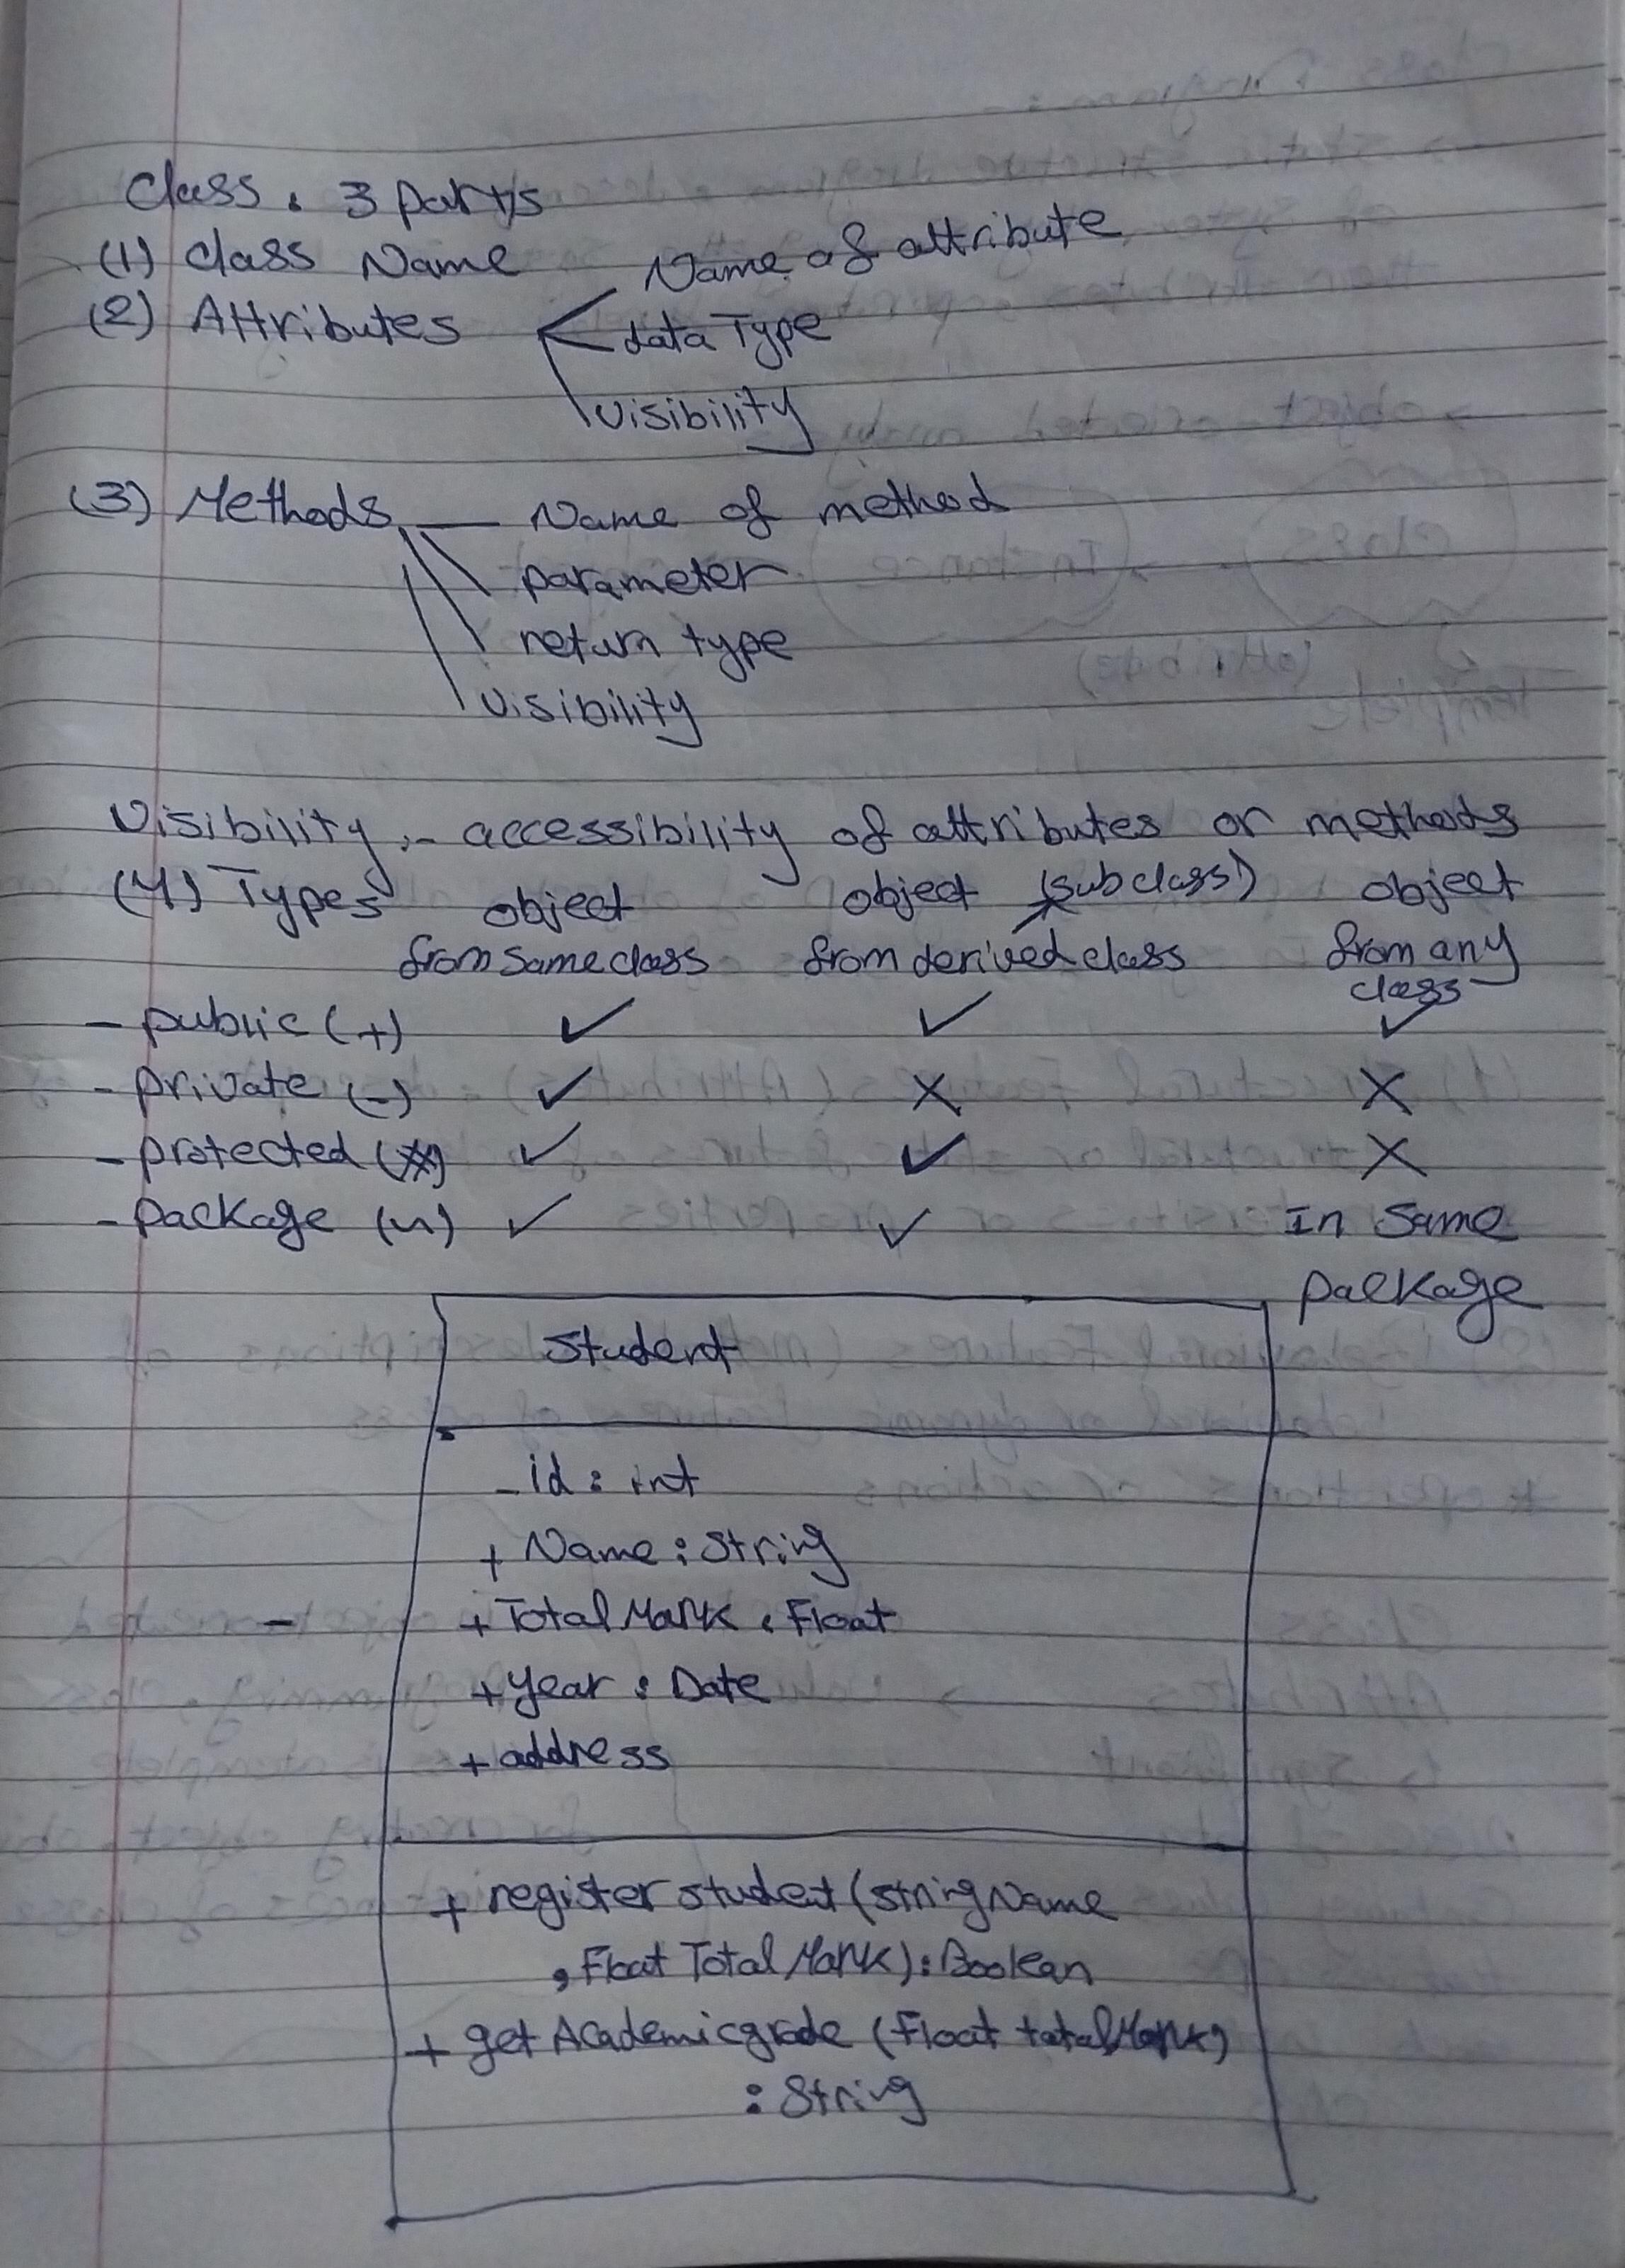 Class : 3 parts
(1) class Name
Name of attribute
(2) Attributes
data Type
Visibility
(3) Methods — Name of method
parameter
return type
Visibility
Visibility :- accessibility of attributes or methods
(4) Types object object (subclass) object
from same class from derived class from any
class
- public (+) ✓ ✓ ✓
- private (-) ✓ X X
- protected (#) ✓ ✓ X
- package (~) ✓ ✓ In same
package
Student
- id : int
+ Name : String
- + Total Mark : Float
+ year : Date
+ address
+ register student (string Name
, Float Total Mark) : Boolean
+ get Academic grade (Float total Mark)
: String